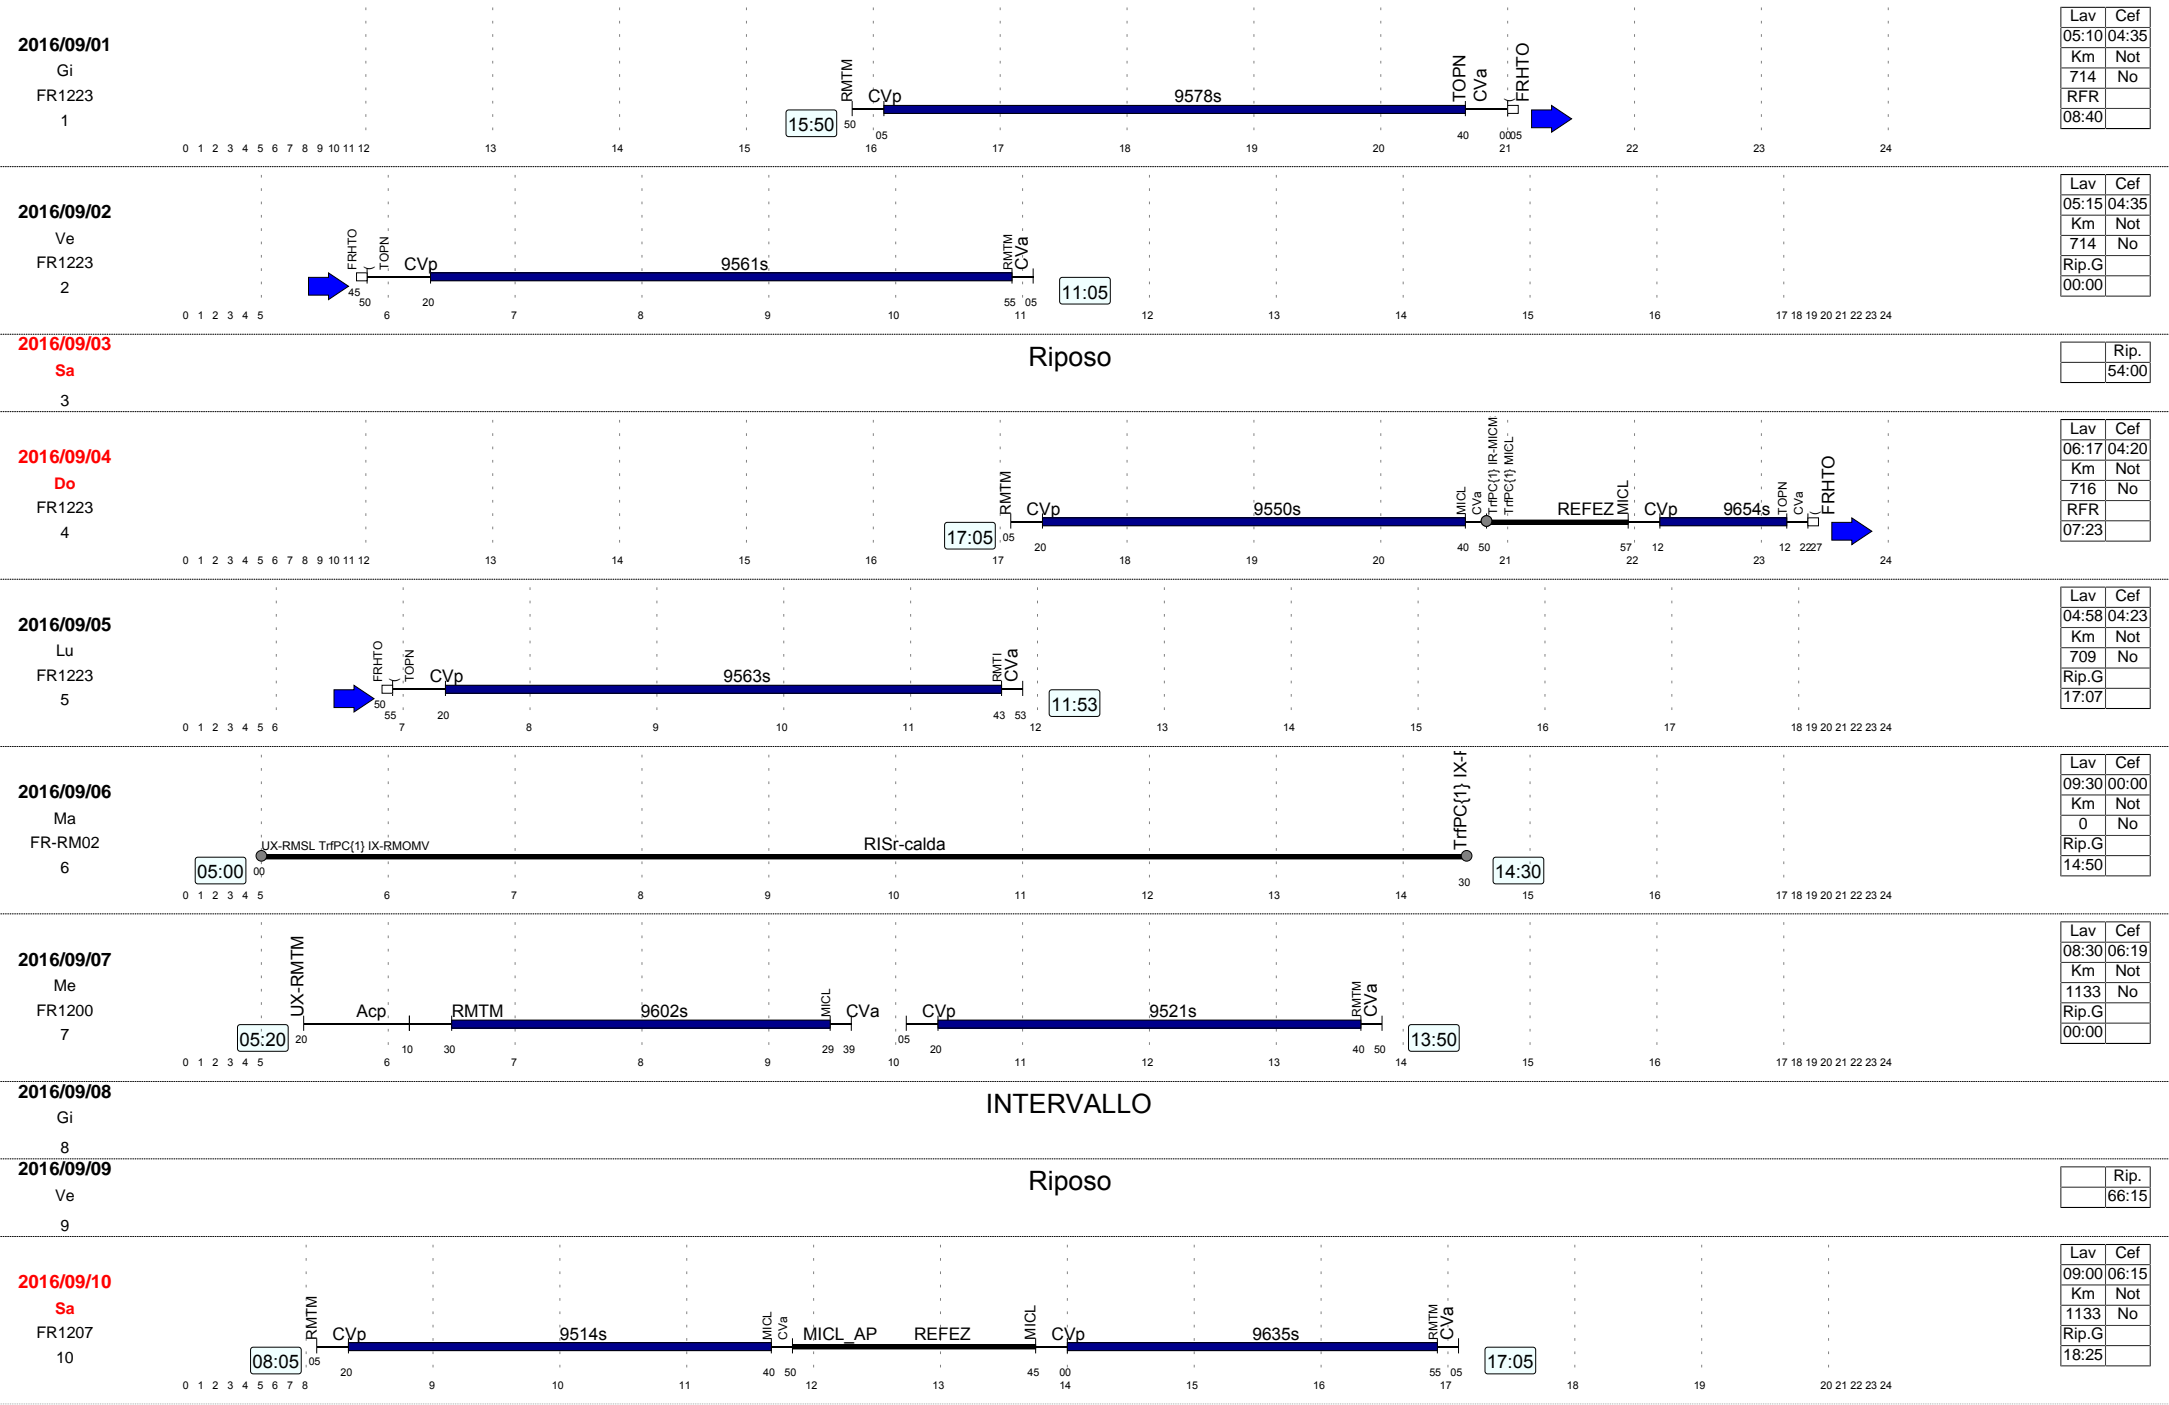 2016/09/01
Gi
FR1223
1
15:50
RMTM
CVp
9578s
TOPN
CVa
(
FRHTO
50
05
40
00
05
0 1 2 3 4 5 6 7 8 9 10 11 12 13 14 15 16 17 18 19 20 21 22 23 24
Lav Cef
05:10 04:35
Km Not
714 No
RFR
08:40
2016/09/02
Ve
FR1223
2
FRHTO
(
TOPN
CVp
9561s
RMTM
CVa
11:05
45
50
20
55
05
0 1 2 3 4 5 6 7 8 9 10 11 12 13 14 15 16 17 18 19 20 21 22 23 24
Lav Cef
05:15 04:35
Km Not
714 No
Rip.G
00:00
2016/09/03
Sa
3
Riposo
Rip.
54:00
2016/09/04
Do
FR1223
4
17:05
RMTM
CVp
9550s
MICL
CVa
TrfPC{1} IR-MICM
TrfPC{1} MICL
REFEZ
MICL
CVp
9654s
TOPN
CVa
(
FRHTO
05
20
40
50
57
12
12
22
27
0 1 2 3 4 5 6 7 8 9 10 11 12 13 14 15 16 17 18 19 20 21 22 23 24
Lav Cef
06:17 04:20
Km Not
716 No
RFR
07:23
2016/09/05
Lu
FR1223
5
FRHTO
(
TOPN
CVp
9563s
RMTI
CVa
11:53
50
55
20
43
53
0 1 2 3 4 5 6 7 8 9 10 11 12 13 14 15 16 17 18 19 20 21 22 23 24
Lav Cef
04:58 04:23
Km Not
709 No
Rip.G
17:07
2016/09/06
Ma
FR-RM02
6
05:00
UX-RMSL TrfPC{1} IX-RMOMV
RISr-calda
TrfPC{1} IX-
14:30
00
30
0 1 2 3 4 5 6 7 8 9 10 11 12 13 14 15 16 17 18 19 20 21 22 23 24
Lav Cef
09:30 00:00
Km Not
0 No
Rip.G
14:50
2016/09/07
Me
FR1200
7
05:20
UX-RMTM
Acp
RMTM
9602s
MICL
CVa
CVp
9521s
RMTM
CVa
13:50
20
10
30
29
39
05
20
40
50
0 1 2 3 4 5 6 7 8 9 10 11 12 13 14 15 16 17 18 19 20 21 22 23 24
Lav Cef
08:30 06:19
Km Not
1133 No
Rip.G
00:00
2016/09/08
Gi
8
INTERVALLO
2016/09/09
Ve
9
Riposo
Rip.
66:15
2016/09/10
Sa
FR1207
10
08:05
RMTM
CVp
9514s
MICL
CVa
MICL_AP
REFEZ
MICL
CVp
9635s
RMTM
CVa
17:05
05
20
40
50
45
00
55
05
0 1 2 3 4 5 6 7 8 9 10 11 12 13 14 15 16 17 18 19 20 21 22 23 24
Lav Cef
09:00 06:15
Km Not
1133 No
Rip.G
18:25